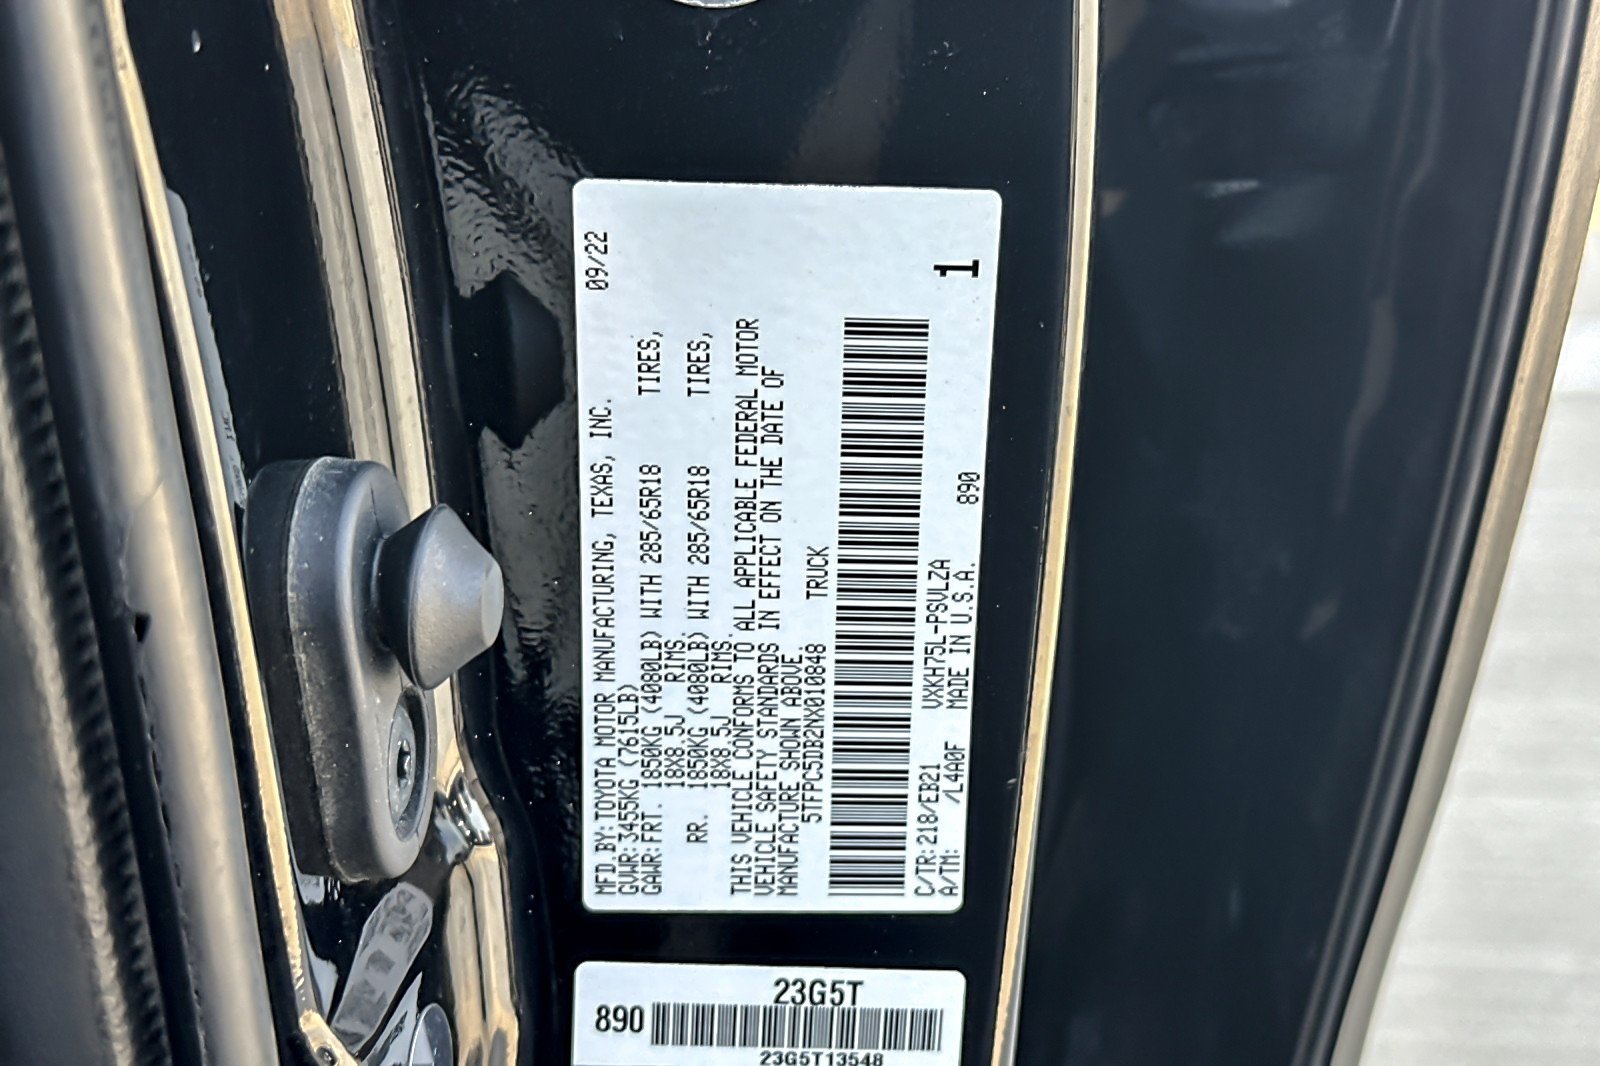 MFD.BY:TOYOTA MOTOR MANUFACTURING, TEXAS, INC. 09/22
GVWR:3455KG (7615LB)
GAWR:FRT. 1850KG (4080LB) WITH 285/65R18 TIRES,
18X8.5J RIMS.
RR. 1850KG (4080LB) WITH 285/65R18 TIRES,
18X8.5J RIMS.
THIS VEHICLE CONFORMS TO ALL APPLICABLE FEDERAL MOTOR
VEHICLE SAFETY STANDARDS IN EFFECT ON THE DATE OF
MANUFACTURE SHOWN ABOVE.
5TFPC5DB2NX010848 TRUCK
C/TR:218/EB21 VXKH75L-PSVLZA 890
A/TM: /L4A0F MADE IN U.S.A.
1
23G5T
890
23G5T13548